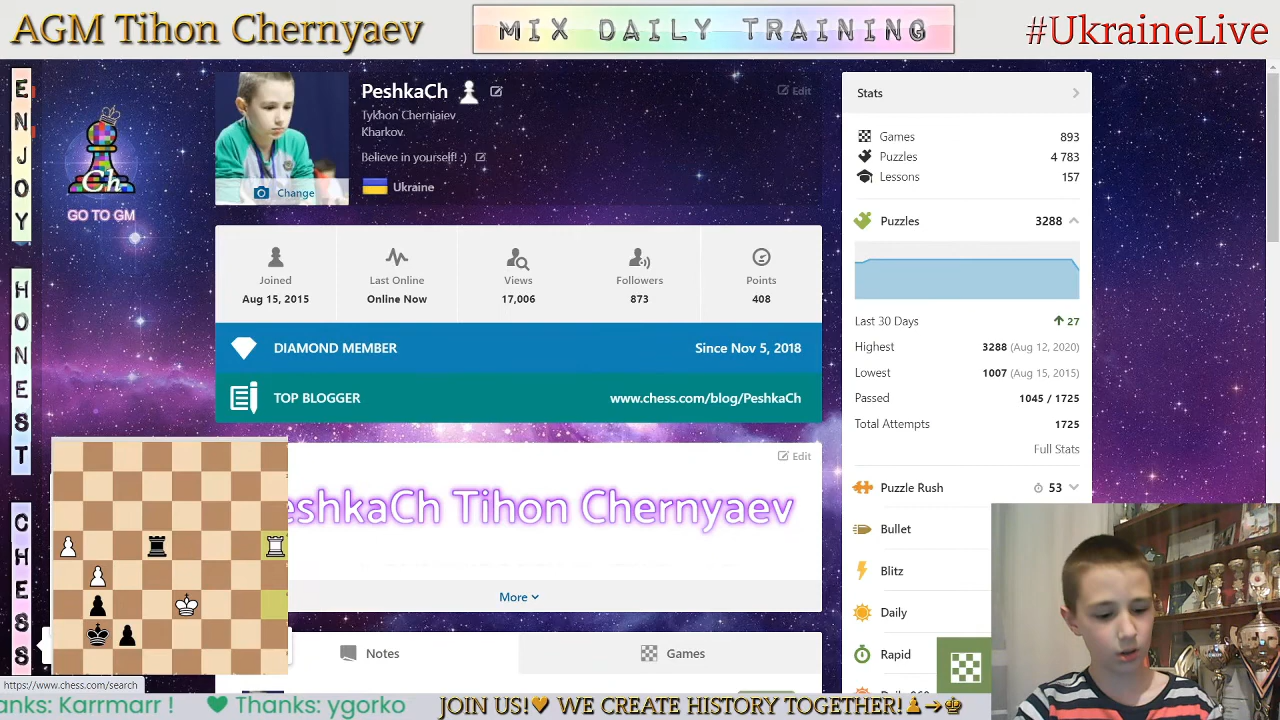 AGM Tihon Chernyaev
MIX DAILY TRAINING
#UkraineLive
ENJOY
HONEST
CHESS
Ch
GO TO GM
Change
PeshkaCh
Tykhon Cherniaiev
Kharkov.
Believe in yourself! :)
Ukraine
Edit
Joined
Aug 15, 2015
Last Online
Online Now
Views
17,006
Followers
873
Points
408
DIAMOND MEMBER
Since Nov 5, 2018
TOP BLOGGER
www.chess.com/blog/PeshkaCh
Edit
eshkaCh Tihon Chernyaev
More
Notes
Games
Stats
Games 893
Puzzles 4 783
Lessons 157
Puzzles 3288
Last 30 Days 27
Highest 3288 (Aug 12, 2020)
Lowest 1007 (Aug 15, 2015)
Passed 1045 / 1725
Total Attempts 1725
Full Stats
Puzzle Rush 53
Bullet
Blitz
Daily
Rapid
https://www.chess.com/search
anks: Karrmarr !
Thanks: ygorko
JOIN US! WE CREATE HISTORY TOGETHER!